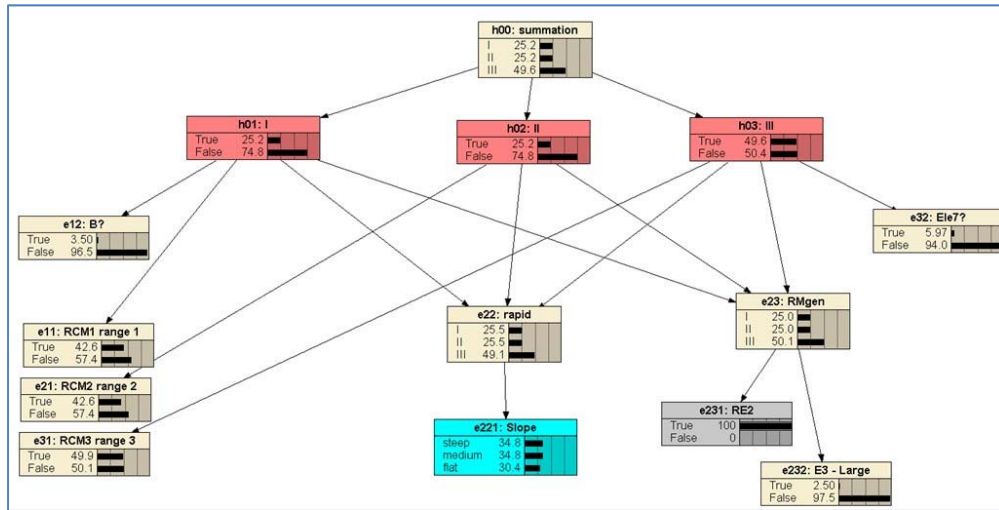 h00: summation
I 25.2
II 25.2
III 49.6
h01: I
True 25.2
False 74.8
h02: II
True 25.2
False 74.8
h03: III
True 49.6
False 50.4
e12: B?
True 3.50
False 96.5
e32: Ele7?
True 5.97
False 94.0
e11: RCM1 range 1
True 42.6
False 57.4
e22: rapid
I 25.5
II 25.5
III 49.1
e23: RMgen
I 25.0
II 25.0
III 50.1
e21: RCM2 range 2
True 42.6
False 57.4
e31: RCM3 range 3
True 49.9
False 50.1
e221: Slope
steep 34.8
medium 34.8
flat 30.4
e231: RE2
True 100
False 0
e232: E3 - Large
True 2.50
False 97.5